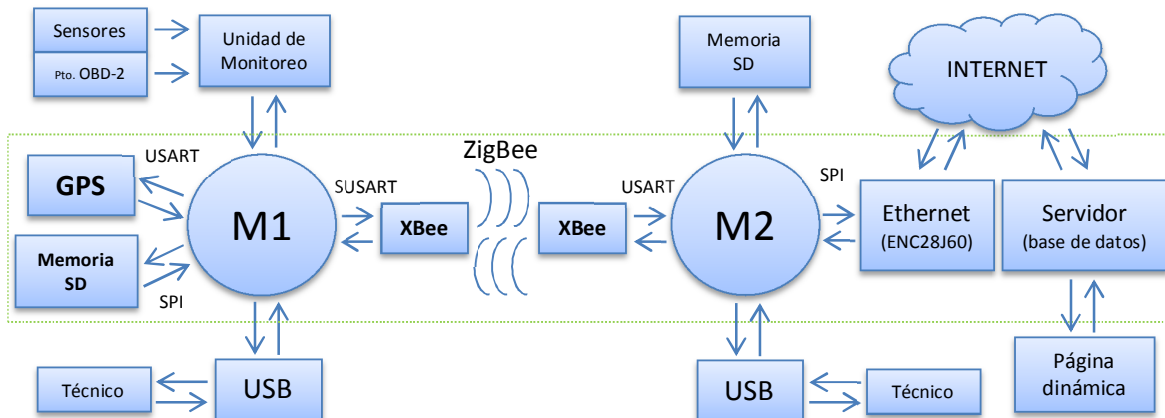 Sensores
Pto. OBD-2
Unidad de
Monitoreo
Memoria
SD
INTERNET
ZigBee
USART
GPS
M1
SUSART
XBee
XBee
USART
M2
SPI
Ethernet
(ENC28J60)
Servidor
(base de datos)
Memoria
SD
SPI
Técnico
USB
USB
Técnico
Página
dinámica